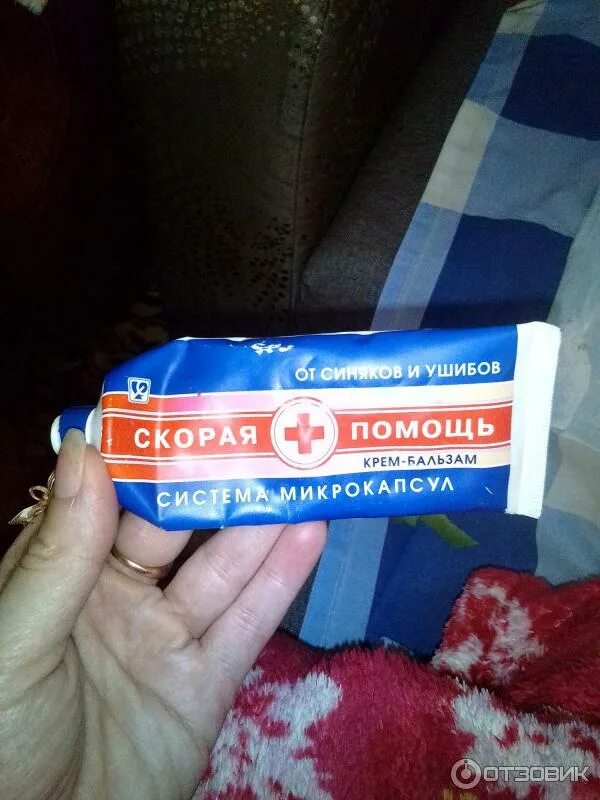 ОТ СИНЯКОВ И УШИБОВ
СКОРАЯ ПОМОЩЬ
КРЕМ-БАЛЬЗАМ
СИСТЕМА МИКРОКАПСУЛ
ОТЗОВИК